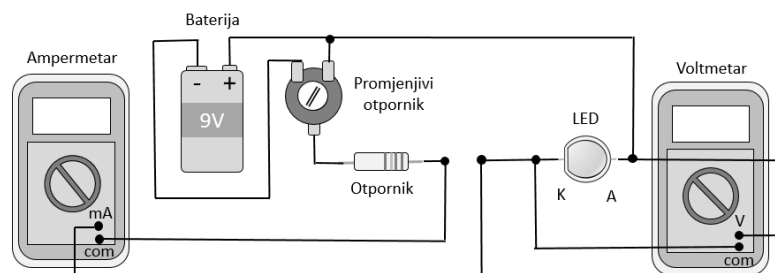 Baterija
Ampermetar
Promjenjivi
otpornik
Voltmetar
- +
9V
LED
Otpornik
K
A
mA
com
V
com